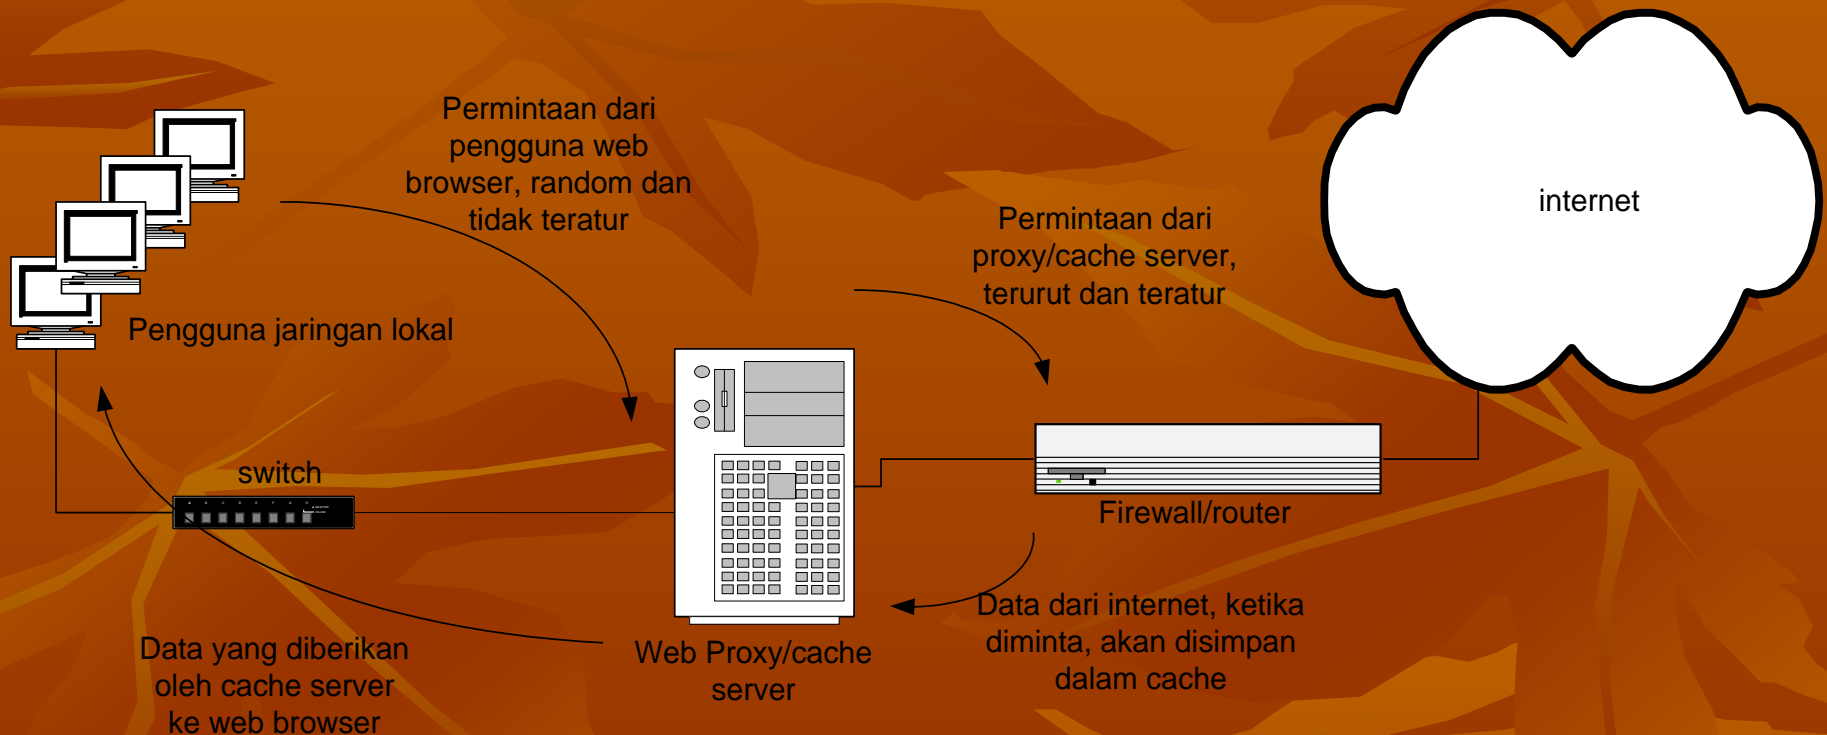 Permintaan dari
pengguna web
browser, random dan
tidak teratur
internet
Permintaan dari
proxy/cache server,
terurut dan teratur
Pengguna jaringan lokal
switch
Firewall/router
Data dari internet, ketika
diminta, akan disimpan
dalam cache
Web Proxy/cache
server
Data yang diberikan
oleh cache server
ke web browser